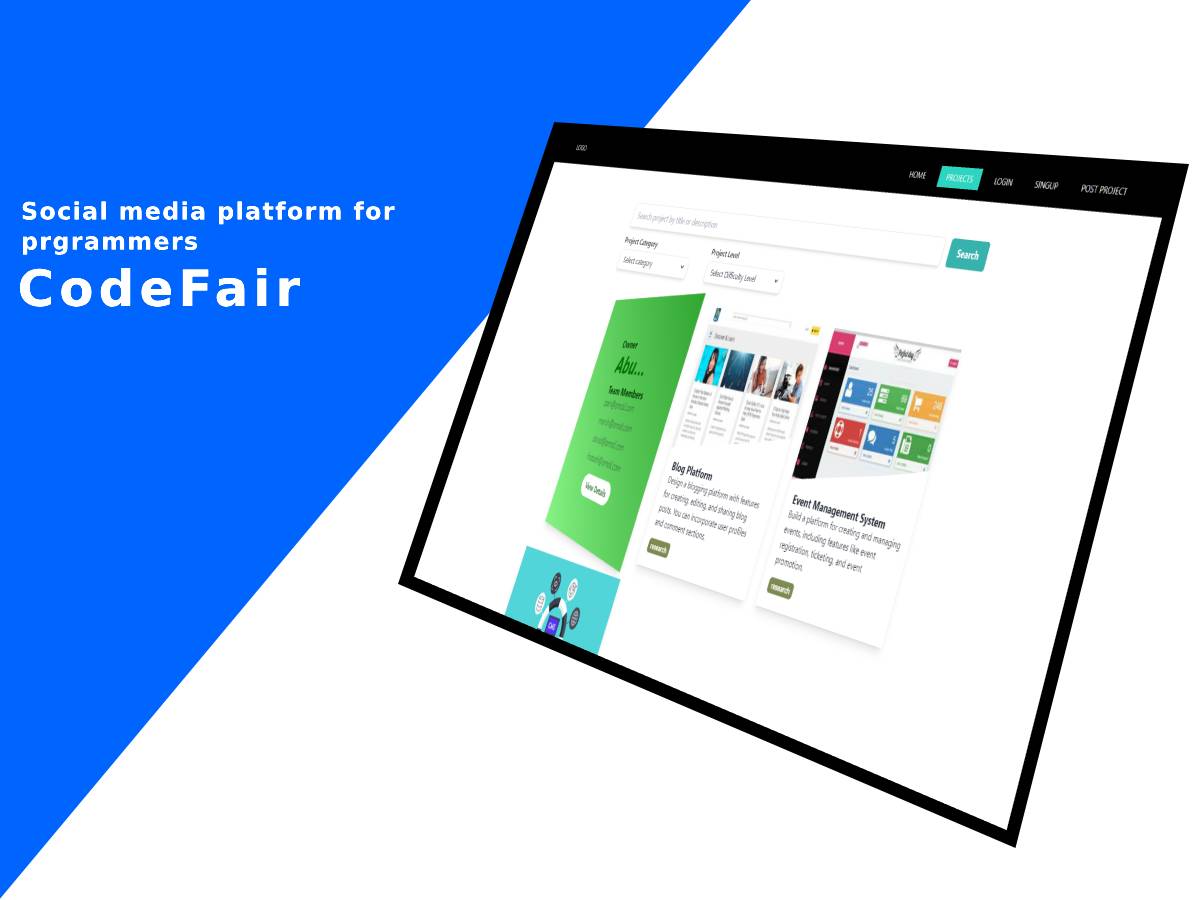 Social media platform for
prgrammers
CodeFair
LOGO
HOME
PROJECTS
LOGIN
SINGUP
POST PROJECT
Search project by title or description
Search
Project Category
Project Level
Select category
Select Difficulty Level
Owner
Abu...
Team Members
View Details
Blog Platform
Design a blogging platform with features
for creating, editing, and sharing blog
posts. You can incorporate user profiles
and comment sections.
research
Event Management System
Build a platform for creating and managing
events, including features like event
registration, ticketing, and event
promotion.
research